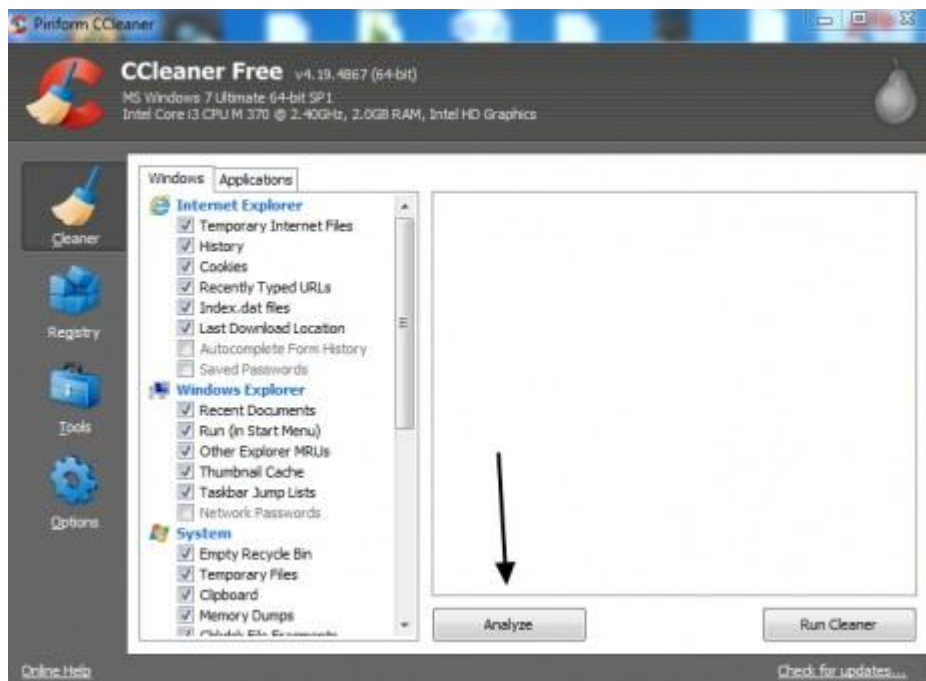 Piriform CCleaner
CCleaner Free v4.19.4867 (64-bit)
MS Windows 7 Ultimate 64-bit SP1
Intel Core i3 CPU M 370 @ 2.40GHz, 2.0GB RAM, Intel HD Graphics
Cleaner
Registry
Tools
Options
Windows Applications
Internet Explorer
Temporary Internet Files
History
Cookies
Recently Typed URLs
Index.dat files
Last Download Location
Autocomplete Form History
Saved Passwords
Windows Explorer
Recent Documents
Run (in Start Menu)
Other Explorer MRUs
Thumbnail Cache
Taskbar Jump Lists
Network Passwords
System
Empty Recycle Bin
Temporary Files
Clipboard
Memory Dumps
Chkdsk File Fragments
Analyze
Run Cleaner
Online Help
Check for updates...